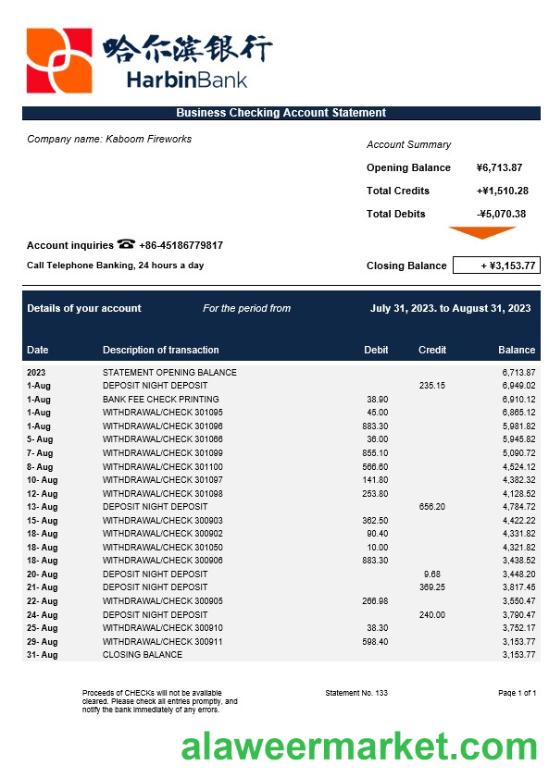 哈尔滨银行
HarbinBank
Business Checking Account Statement
Company name: Kaboom Fireworks
Account Summary
Opening Balance ¥6,713.87
Total Credits +¥1,510.28
Total Debits -¥5,070.38
Account inquiries ☎ +86-45186779817
Call Telephone Banking, 24 hours a day
Closing Balance + ¥3,153.77
Details of your account For the period from July 31, 2023. to August 31, 2023
Date Description of transaction Debit Credit Balance
2023 STATEMENT OPENING BALANCE 6,713.87
1-Aug DEPOSIT NIGHT DEPOSIT 235.15 6,949.02
1-Aug BANK FEE CHECK PRINTING 38.90 6,910.12
1-Aug WITHDRAWAL/CHECK 301095 45.00 6,865.12
1-Aug WITHDRAWAL/CHECK 301096 883.30 5,981.82
5- Aug WITHDRAWAL/CHECK 301066 36.00 5,945.82
7- Aug WITHDRAWAL/CHECK 301099 855.10 5,090.72
8- Aug WITHDRAWAL/CHECK 301100 566.60 4,524.12
10- Aug WITHDRAWAL/CHECK 301097 141.80 4,382.32
12- Aug WITHDRAWAL/CHECK 301098 253.80 4,128.52
13- Aug DEPOSIT NIGHT DEPOSIT 656.20 4,784.72
15- Aug WITHDRAWAL/CHECK 300903 362.50 4,422.22
18- Aug WITHDRAWAL/CHECK 300902 90.40 4,331.82
18- Aug WITHDRAWAL/CHECK 301050 10.00 4,321.82
18- Aug WITHDRAWAL/CHECK 300906 883.30 3,438.52
20- Aug DEPOSIT NIGHT DEPOSIT 9.68 3,448.20
21- Aug DEPOSIT NIGHT DEPOSIT 369.25 3,817.45
22- Aug WITHDRAWAL/CHECK 300905 266.98 3,550.47
24- Aug DEPOSIT NIGHT DEPOSIT 240.00 3,790.47
25- Aug WITHDRAWAL/CHECK 300910 38.30 3,752.17
29- Aug WITHDRAWAL/CHECK 300911 598.40 3,153.77
31- Aug CLOSING BALANCE 3,153.77
Proceeds of CHECKs will not be available
cleared. Please check all entries promptly, and
notify the bank immediately of any errors.
Statement No. 133
Page 1 of 1
alaweermarket.com